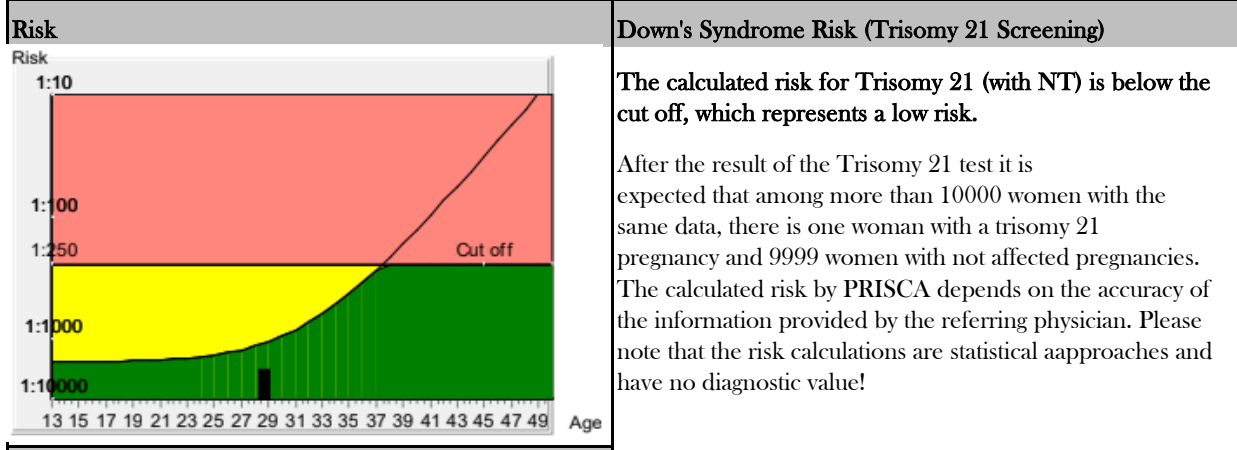 Risk
Down's Syndrome Risk (Trisomy 21 Screening)
Risk
1:10
1:100
1:250
Cut off
1:1000
1:10000
13 15 17 19 21 23 25 27 29 31 33 35 37 39 41 43 45 47 49 Age
The calculated risk for Trisomy 21 (with NT) is below the
cut off, which represents a low risk.
After the result of the Trisomy 21 test it is
expected that among more than 10000 women with the
same data, there is one woman with a trisomy 21
pregnancy and 9999 women with not affected pregnancies.
The calculated risk by PRISCA depends on the accuracy of
the information provided by the referring physician. Please
note that the risk calculations are statistical aapproaches and
have no diagnostic value!